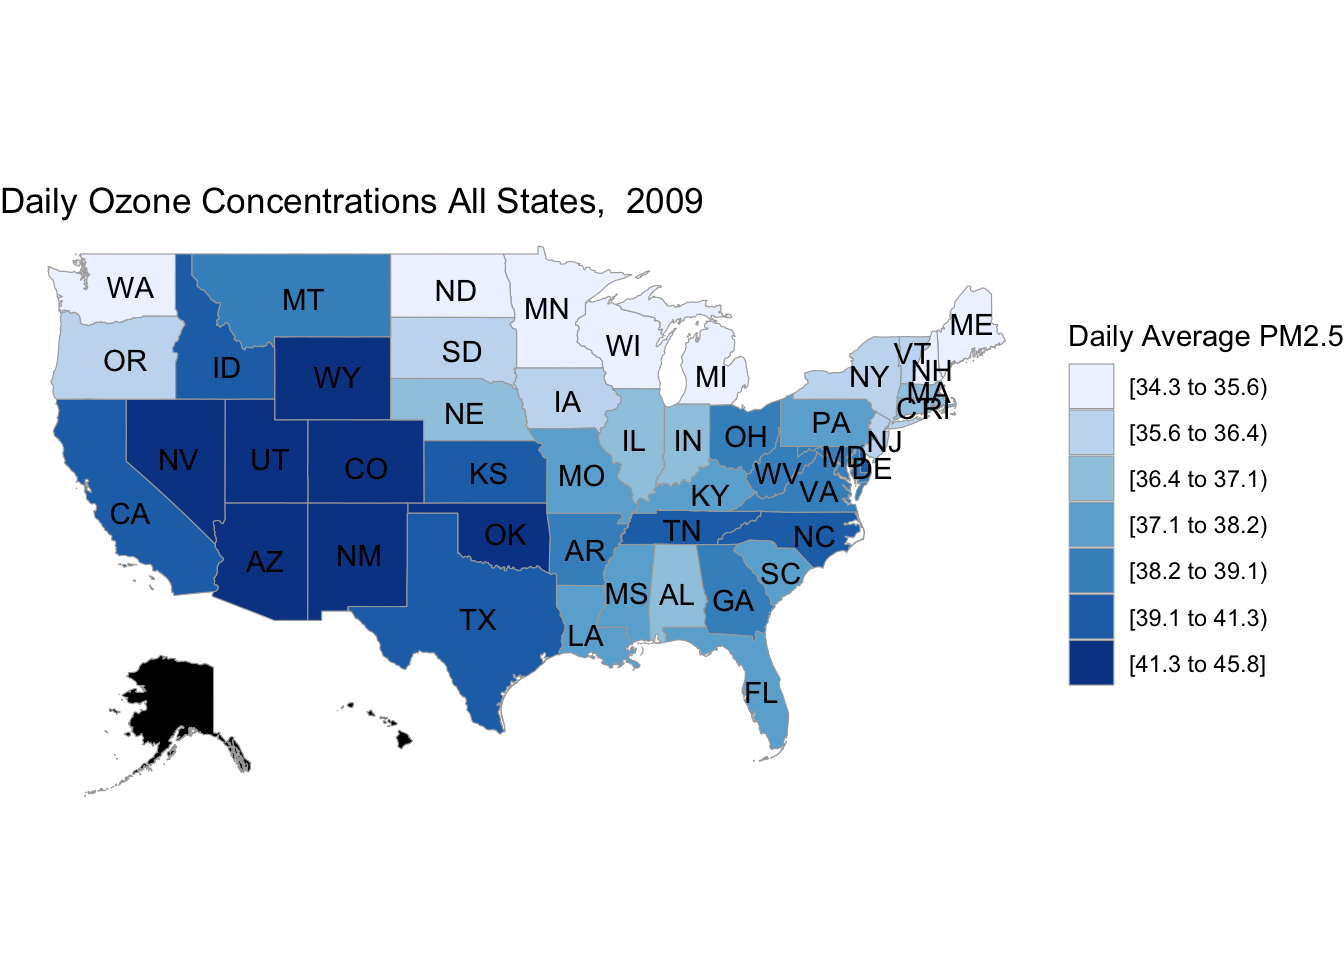 Daily Ozone Concentrations All States,  2009
WA
MT
ND
MN
ME
OR
ID
SD
WI
VT
NH
WY
MI
NY
MA
NE
IA
CT
RI
NV
UT
CO
KS
MO
IL
IN
OH
PA
NJ
MD
DE
WV
VA
KY
CA
AZ
NM
OK
AR
TN
NC
SC
MS
AL
GA
TX
LA
FL
Daily Average PM2.5
[34.3 to 35.6)
[35.6 to 36.4)
[36.4 to 37.1)
[37.1 to 38.2)
[38.2 to 39.1)
[39.1 to 41.3)
[41.3 to 45.8]